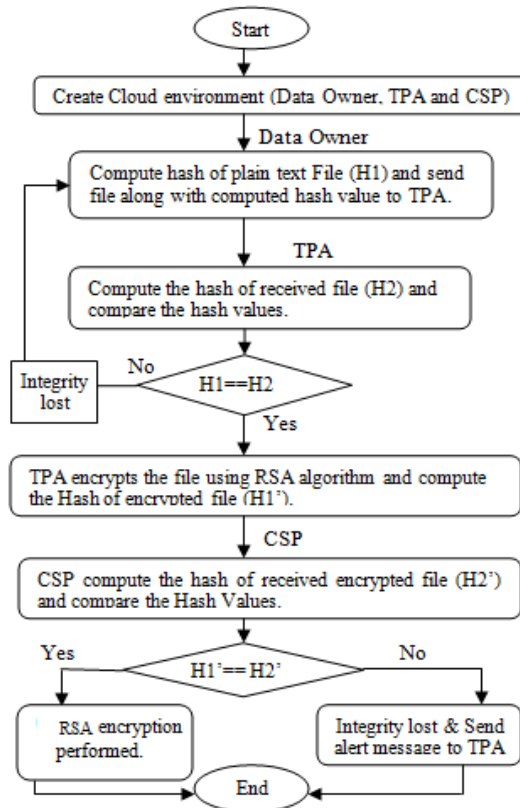 Start
Create Cloud environment (Data Owner, TPA and CSP)
Data Owner
Compute hash of plain text File (H1) and send
file along with computed hash value to TPA.
TPA
Compute the hash of received file (H2) and
compare the hash values.
No
Integrity
lost
H1==H2
Yes
TPA encrypts the file using RSA algorithm and compute
the Hash of encrypted file (H1’).
CSP
CSP compute the hash of received encrypted file (H2’)
and compare the Hash Values.
Yes
H1’== H2’
No
RSA encryption
performed.
Integrity lost & Send
alert message to TPA
End